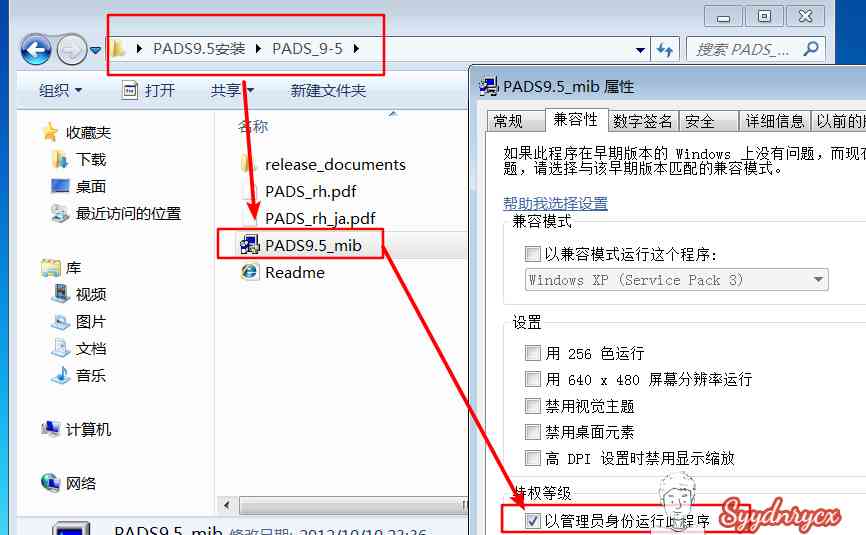 PADS9.5安装 PADS_9-5
搜索 PADS_...
组织 打开 共享 新建文件夹
收藏夹
下载
桌面
最近访问的位置
库
视频
图片
文档
音乐
计算机
网络
名称
release_documents
PADS_rh.pdf
PADS_rh_ja.pdf
PADS9.5_mib
Readme
PADS9.5_mib 修改日期: 2012/10/10 23:36
PADS9.5_mib 属性
常规 兼容性 数字签名 安全 详细信息 以前的版
如果此程序在早期版本的 Windows 上没有问题，而现在
题，请选择与该早期版本匹配的兼容模式。
帮助我选择设置
兼容模式
以兼容模式运行这个程序:
Windows XP (Service Pack 3)
设置
用 256 色运行
用 640 x 480 屏幕分辨率运行
禁用视觉主题
禁用桌面元素
高 DPI 设置时禁用显示缩放
特权等级
以管理员身份运行此程序
Syydnrycx